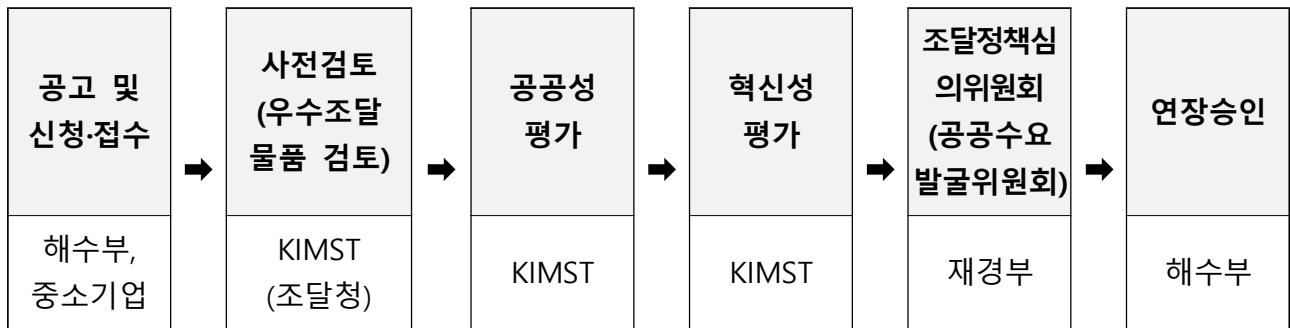 공고 및
신청·접수
해수부,
중소기업
➡
사전검토
(우수조달
물품 검토)
KIMST
(조달청)
➡
공공성
평가
KIMST
➡
혁신성
평가
KIMST
➡
조달정책심
의위원회
(공공수요
발굴위원회)
재경부
➡
연장승인
해수부